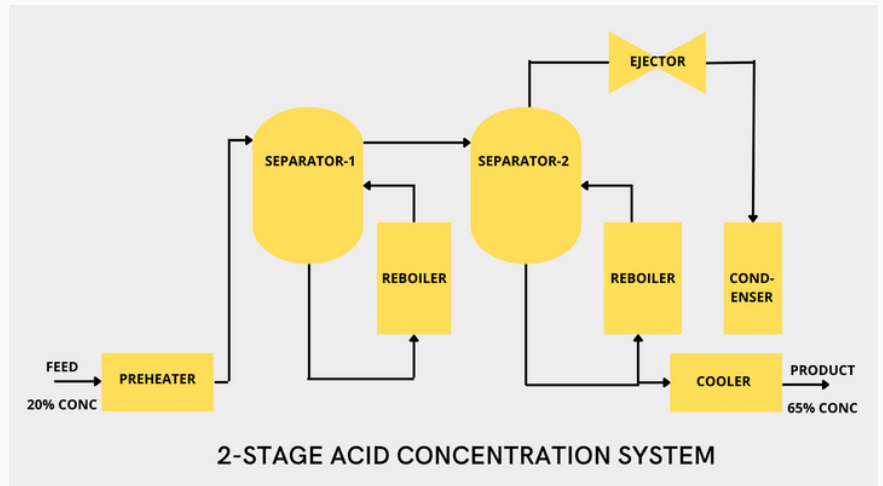 EJECTOR
SEPARATOR-1
SEPARATOR-2
REBOILER
REBOILER
COND-
ENSER
FEED
PREHEATER
20% CONC
COOLER
PRODUCT
65% CONC
2-STAGE ACID CONCENTRATION SYSTEM